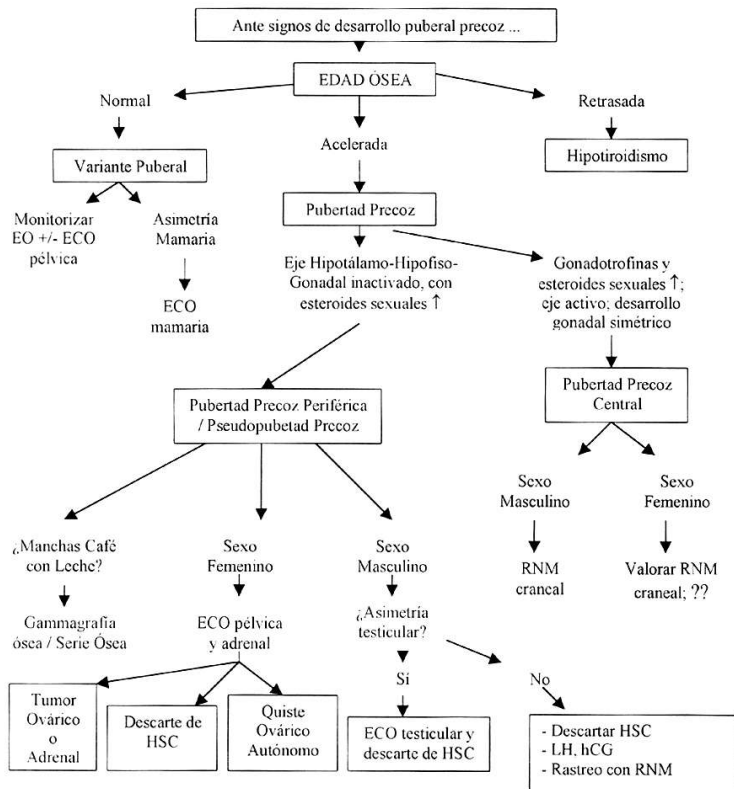 Ante signos de desarrollo puberal precoz ...
EDAD ÓSEA
Normal
Retrasada
Acelerada
Variante Puberal
Hipotiroidismo
Pubertad Precoz
Monitorizar
EO +/- ECO
pélvica
Asimetría
Mamaria
ECO
mamaria
Eje Hipotálamo-Hipofiso-
Gonadal inactivado, con
esteroides sexuales ↑
Gonadotrofinas y
esteroides sexuales ↑;
eje activo; desarrollo
gonadal simétrico
Pubertad Precoz Periférica
/ Pseudopubetad Precoz
Pubertad Precoz
Central
Sexo
Masculino
Sexo
Femenino
RNM
craneal
Valorar RNM
craneal; ??
¿Manchas Café
con Leche?
Sexo
Femenino
Sexo
Masculino
Gammagrafía
ósea / Serie Ósea
ECO pélvica
y adrenal
¿Asimetría
testicular?
Sí
No
Tumor
Ovárico
o
Adrenal
Descarte de
HSC
Quiste
Ovárico
Autónomo
ECO testicular y
descarte de HSC
- Descartar HSC
- LH, hCG
- Rastreo con RNM